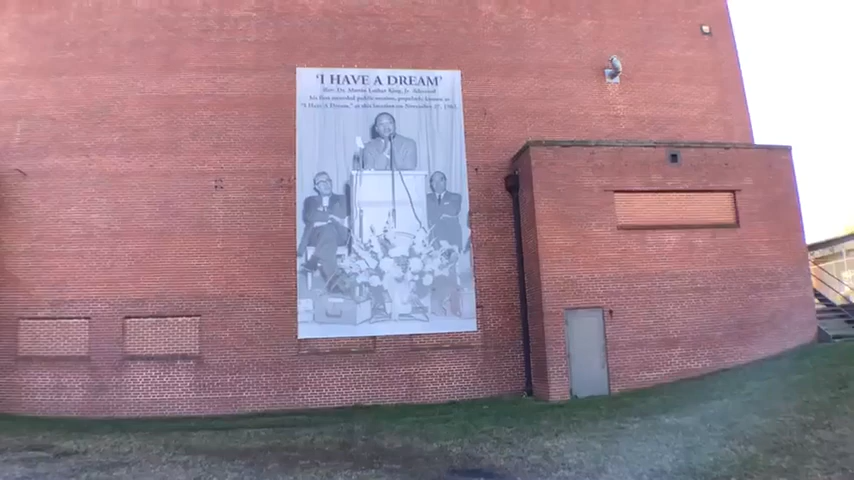 'I HAVE A DREAM'
Rev. Dr. Martin Luther King, Jr. delivered
his first recorded public oration, popularly known as
"I Have A Dream," at this location on November 27, 1962.